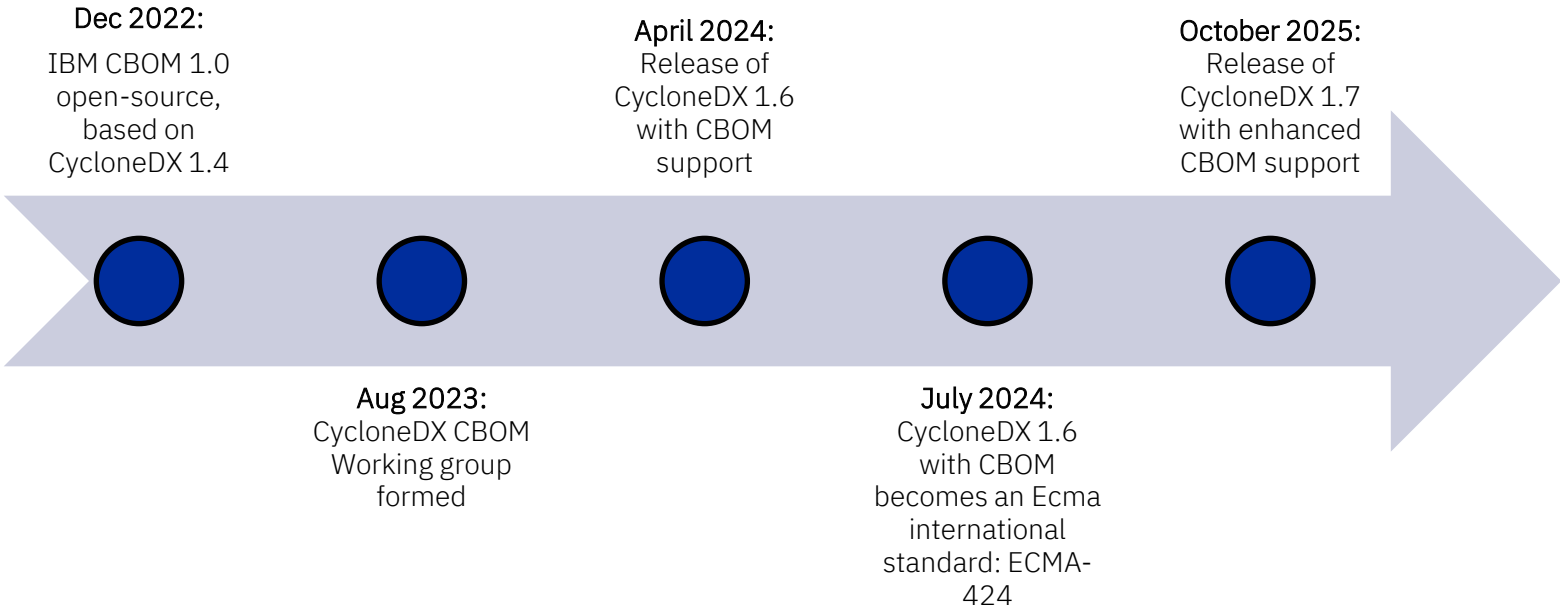 Dec 2022:
IBM CBOM 1.0
open-source,
based on
CycloneDX 1.4
Aug 2023:
CycloneDX CBOM
Working group
formed
April 2024:
Release of
CycloneDX 1.6
with CBOM
support
July 2024:
CycloneDX 1.6
with CBOM
becomes an Ecma
international
standard: ECMA-
424
October 2025:
Release of
CycloneDX 1.7
with enhanced
CBOM support